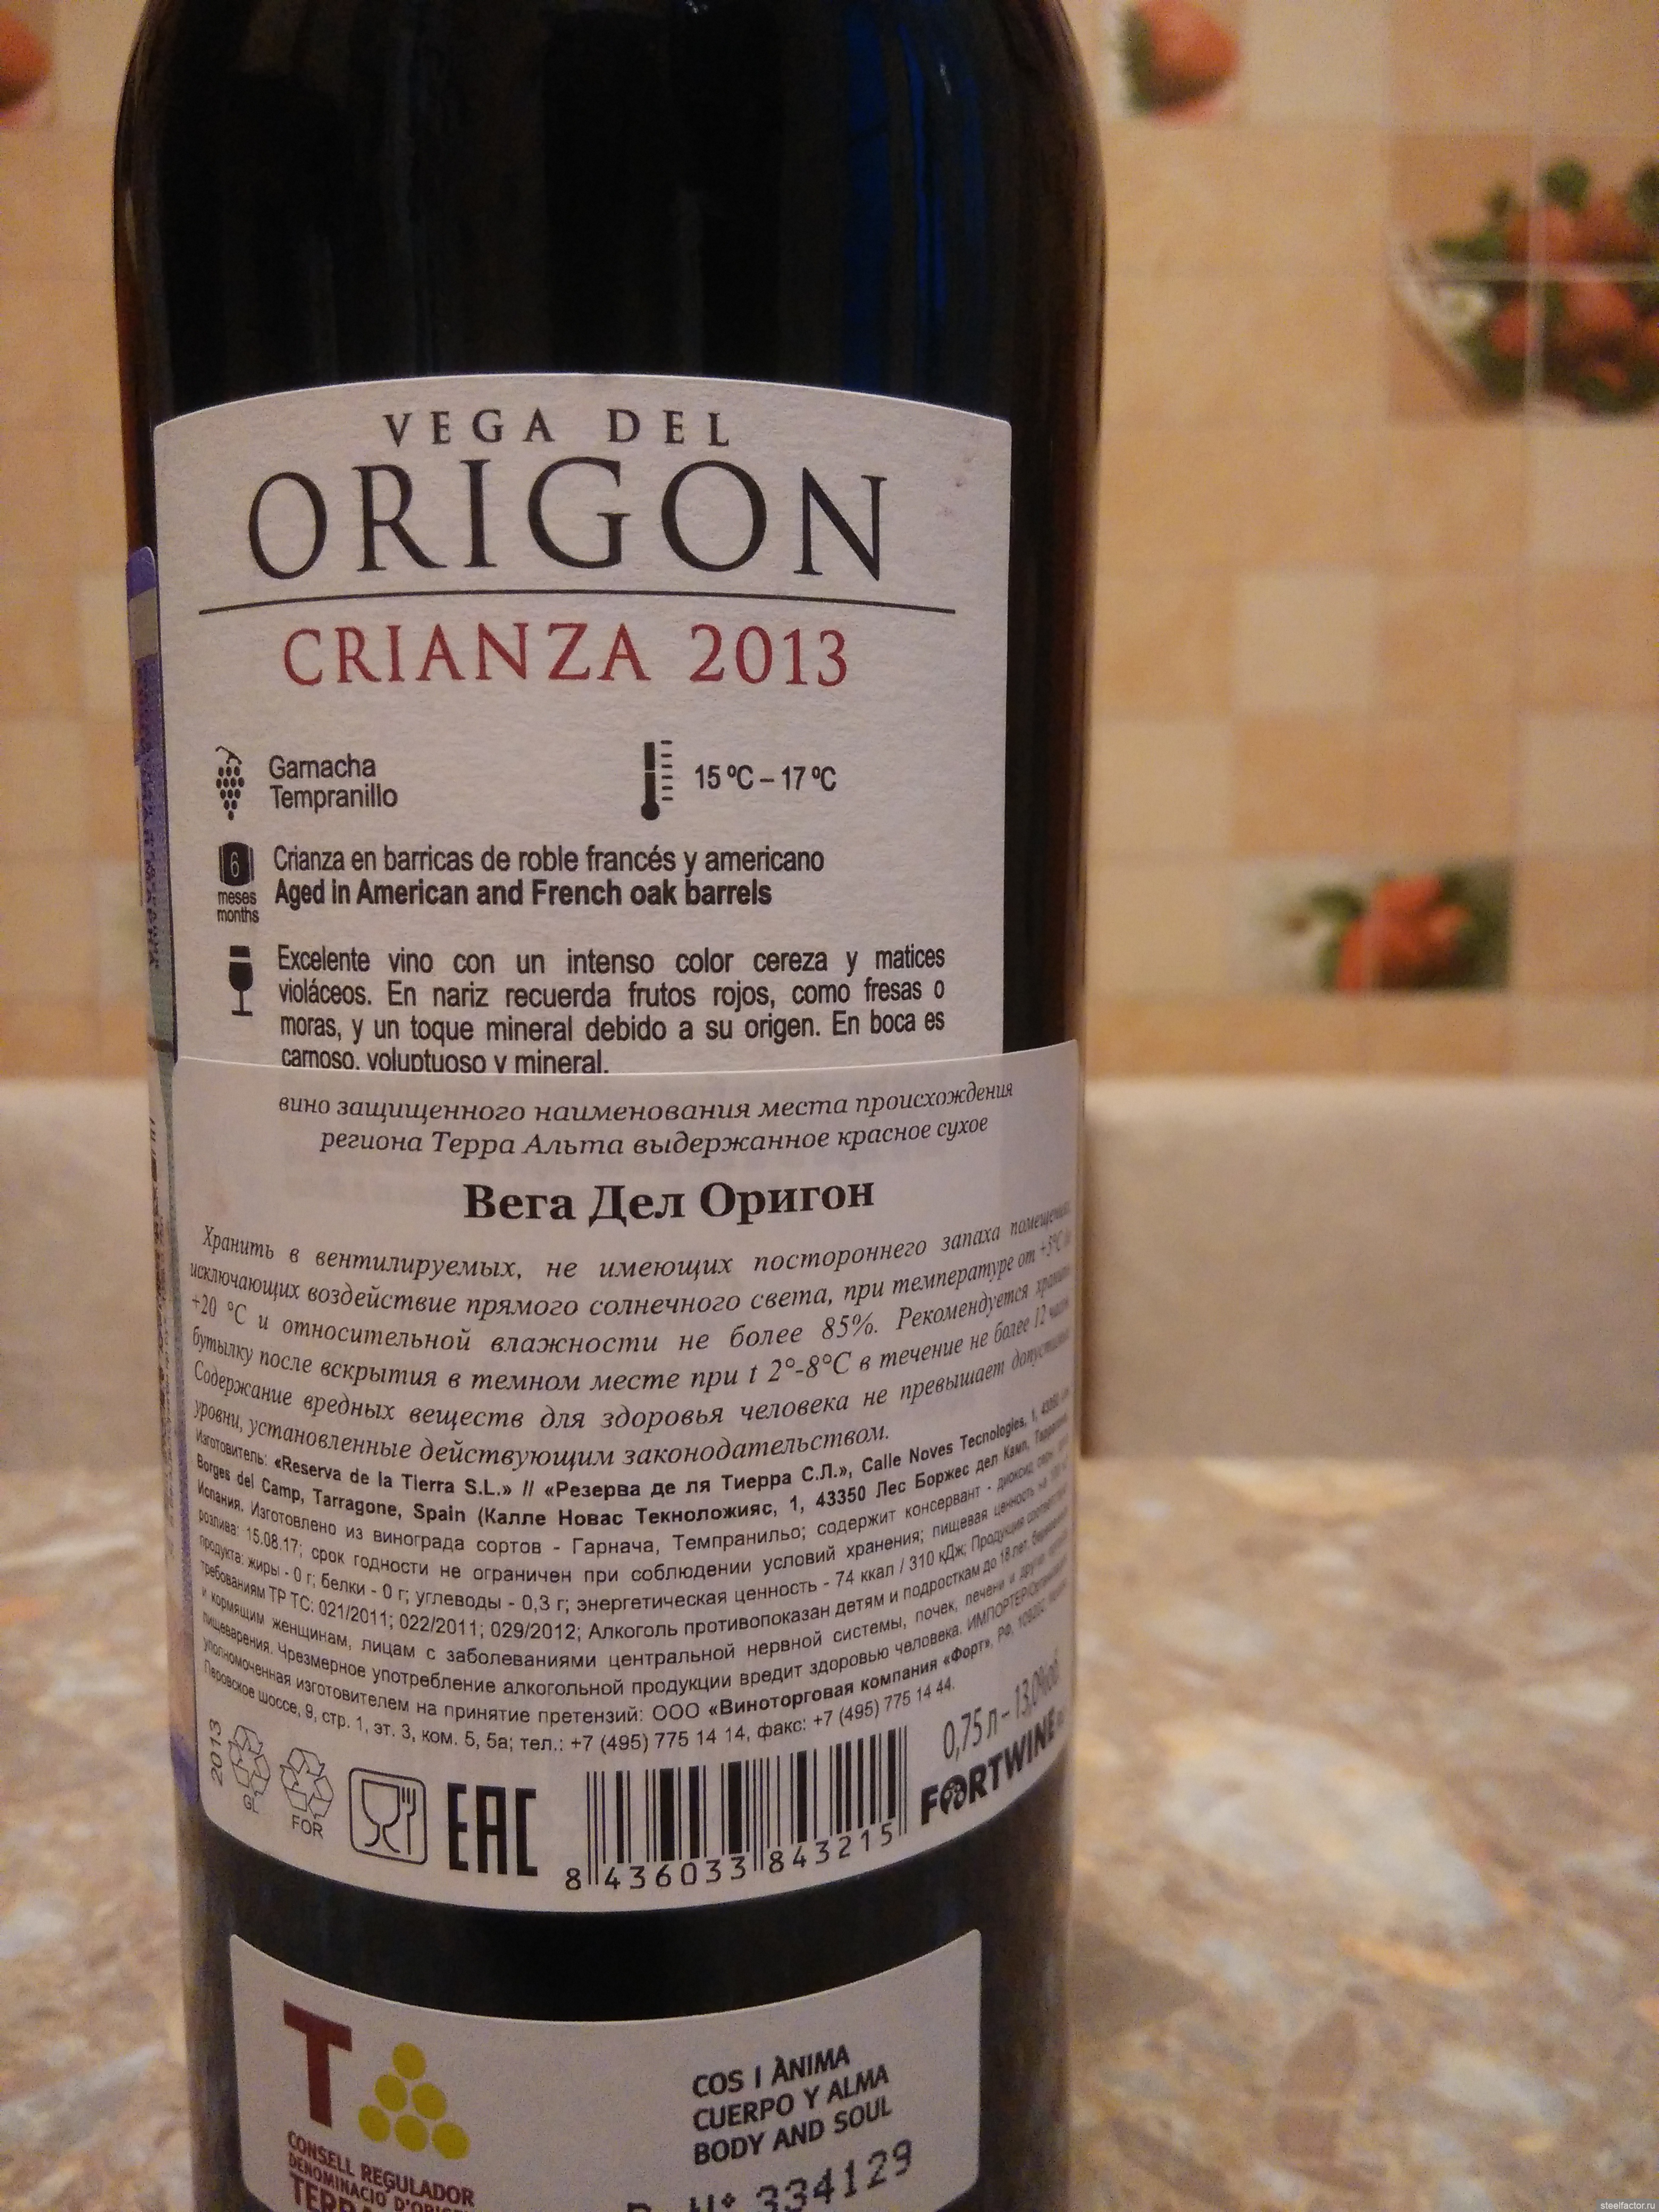 VEGA DEL
ORIGON
CRIANZA 2013
Garnacha
Tempranillo
15 ºC – 17 ºC
6
meses
months
Crianza en barricas de roble francés y americano
Aged in American and French oak barrels
Excelente vino con un intenso color cereza y matices
violáceos. En nariz recuerda frutos rojos, como fresas o
moras, y un toque mineral debido a su origen. En boca es
carnoso, voluptuoso y mineral.
вино защищенного наименования места происхождения
региона Терра Альта выдержанное красное сухое
Вега Дел Оригон
Хранить в вентилируемых, не имеющих постороннего запаха
исключающих воздействие прямого солнечного света, при температуре от +5°C
+20 °C и относительной влажности не более 85%. Рекомендуется
бутылку после вскрытия в темном месте при t 2°-8°C в течение не более 12
Содержание вредных веществ для здоровья человека не превышает
уровни, установленные действующим законодательством.
Изготовитель: «Reserva de la Tierra S.L.» // «Резерва де ля Тиерра С.Л.», Calle Noves Tecnologies, 1,
Borges del Camp, Tarragone, Spain (Калле Новас Текноложияс, 1, 43350 Лес Боржес дел Камп,
Испания. Изготовлено из винограда сортов - Гарнача, Темпранильо; содержит консервант - диоксид
розлива: 15.08.17; срок годности не ограничен при соблюдении условий хранения; пищевая ценность
продукта: жиры - 0 г; белки - 0 г; углеводы - 0,3 г; энергетическая ценность - 74 ккал / 310 кДж; Продукция
требованиям ТР ТС: 021/2011; 022/2011; 029/2012; Алкоголь противопоказан детям и подросткам до 18 лет,
и кормящим женщинам, лицам с заболеваниями центральной нервной системы, почек, печени и других
пищеварения. Чрезмерное употребление алкогольной продукции вредит здоровью человека. ИМПОРТЕР/
уполномоченная изготовителем на принятие претензий: ООО «Виноторговая компания «Форт», РФ,
Перовское шоссе, 9, стр. 1, эт. 3, ком. 5, 5а; тел.: +7 (495) 775 14 14, факс: +7 (495) 775 14 44.
2013
GL
FOR
EAC
8 436033 843215
0,75 л – 13,0%
FORTWINE
T
CONSELL REGULADOR
DENOMINACIÓ D'ORIGEN
COS I ÀNIMA
CUERPO Y ALMA
BODY AND SOUL
334129
steelfactor.ru